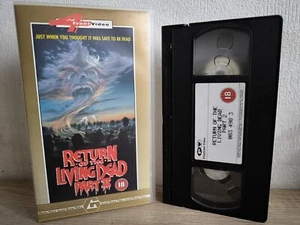 Video
JUST WHEN YOU THOUGHT IT WAS SAFE TO BE DEAD
RETURN
OF THE
LIVING DEAD
PART II
18
18
RETURN OF THE
LIVING DEAD
PART 2